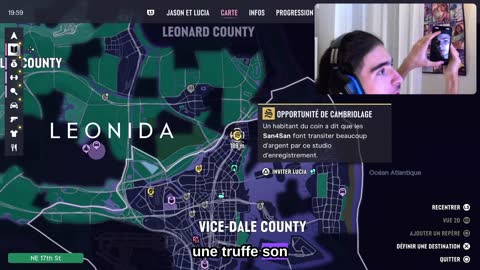 19:59
JASON ET LUCIA CARTE INFOS PROGRESSION
LEONARD COUNTY
COUNTY
LEONIDA
189 m
OPPORTUNITÉ DE CAMBRIOLAGE
Un habitant du coin a dit que les
San4San font transiter beaucoup
d'argent par ce studio
d'enregistrement.
INVITER LUCIA
Océan Atlantique
VICE-DALE COUNTY
RECENTRER
VUE 2D
AJOUTER UN REPÈRE
DÉFINIR UNE DESTINATION
QUITTER
NE 17th St
une truffe son